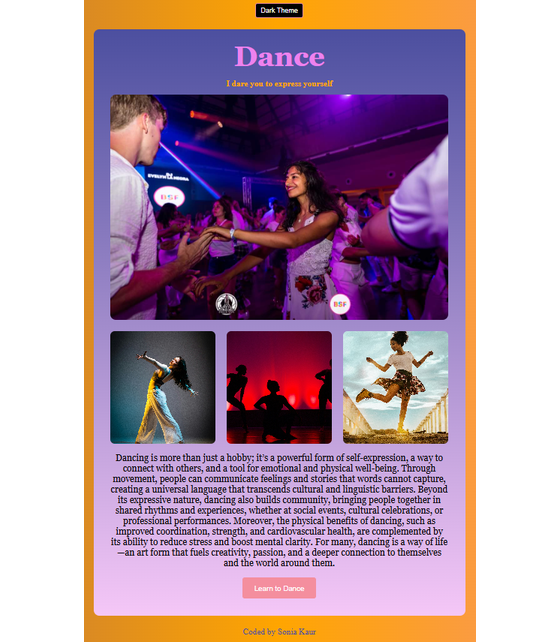 Dark Theme
Dance
I dare you to express yourself
EVELYN LA NEGRA
BSF
BSF
Dancing is more than just a hobby; it's a powerful form of self-expression, a way to
connect with others, and a tool for emotional and physical well-being. Through
movement, people can communicate feelings and stories that words cannot capture,
creating a universal language that transcends cultural and linguistic barriers. Beyond
its expressive nature, dancing also builds community, bringing people together in
shared rhythms and experiences, whether at social events, cultural celebrations, or
professional performances. Moreover, the physical benefits of dancing, such as
improved coordination, strength, and cardiovascular health, are complemented by
its ability to reduce stress and boost mental clarity. For many, dancing is a way of life
—an art form that fuels creativity, passion, and a deeper connection to themselves
and the world around them.
Learn to Dance
Coded by Sonia Kaur